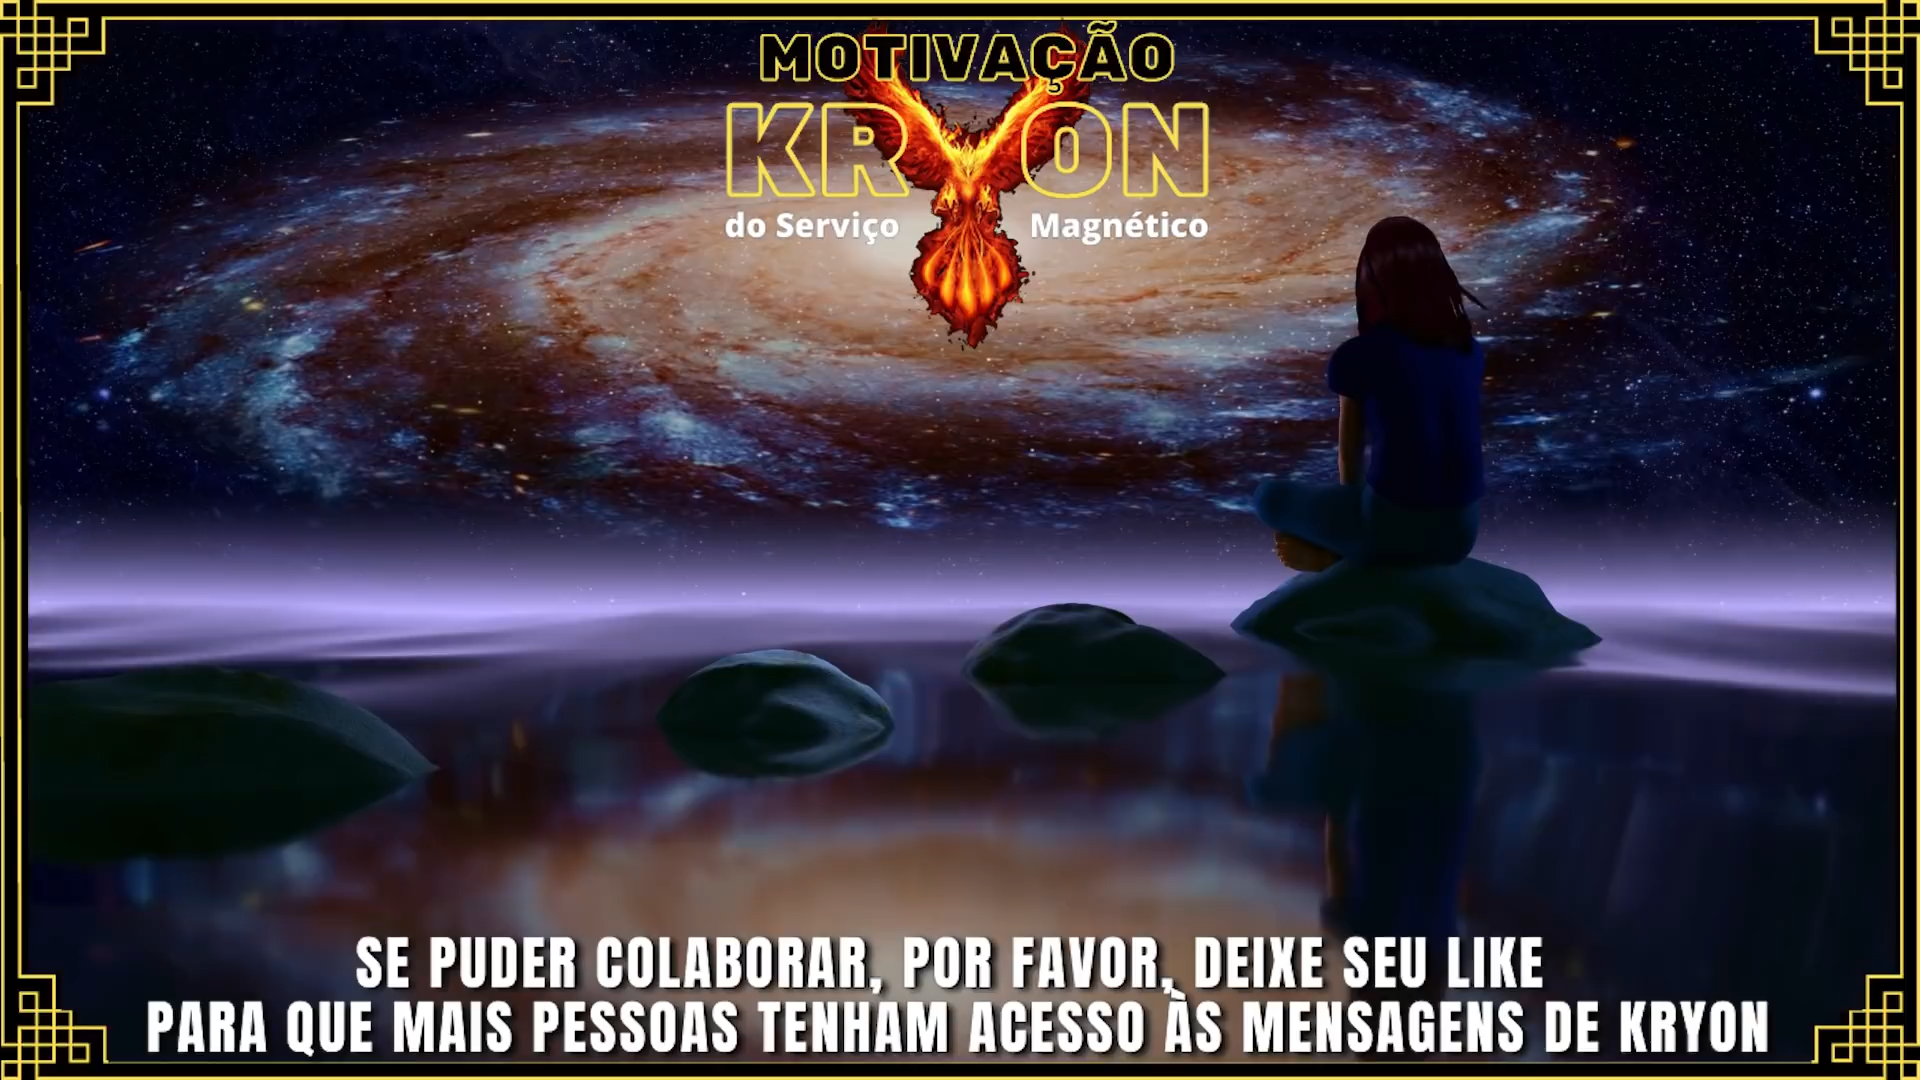 MOTIVAÇÃO
KRYON
do Serviço Magnético
SE PUDER COLABORAR, POR FAVOR, DEIXE SEU LIKE
PARA QUE MAIS PESSOAS TENHAM ACESSO ÀS MENSAGENS DE KRYON